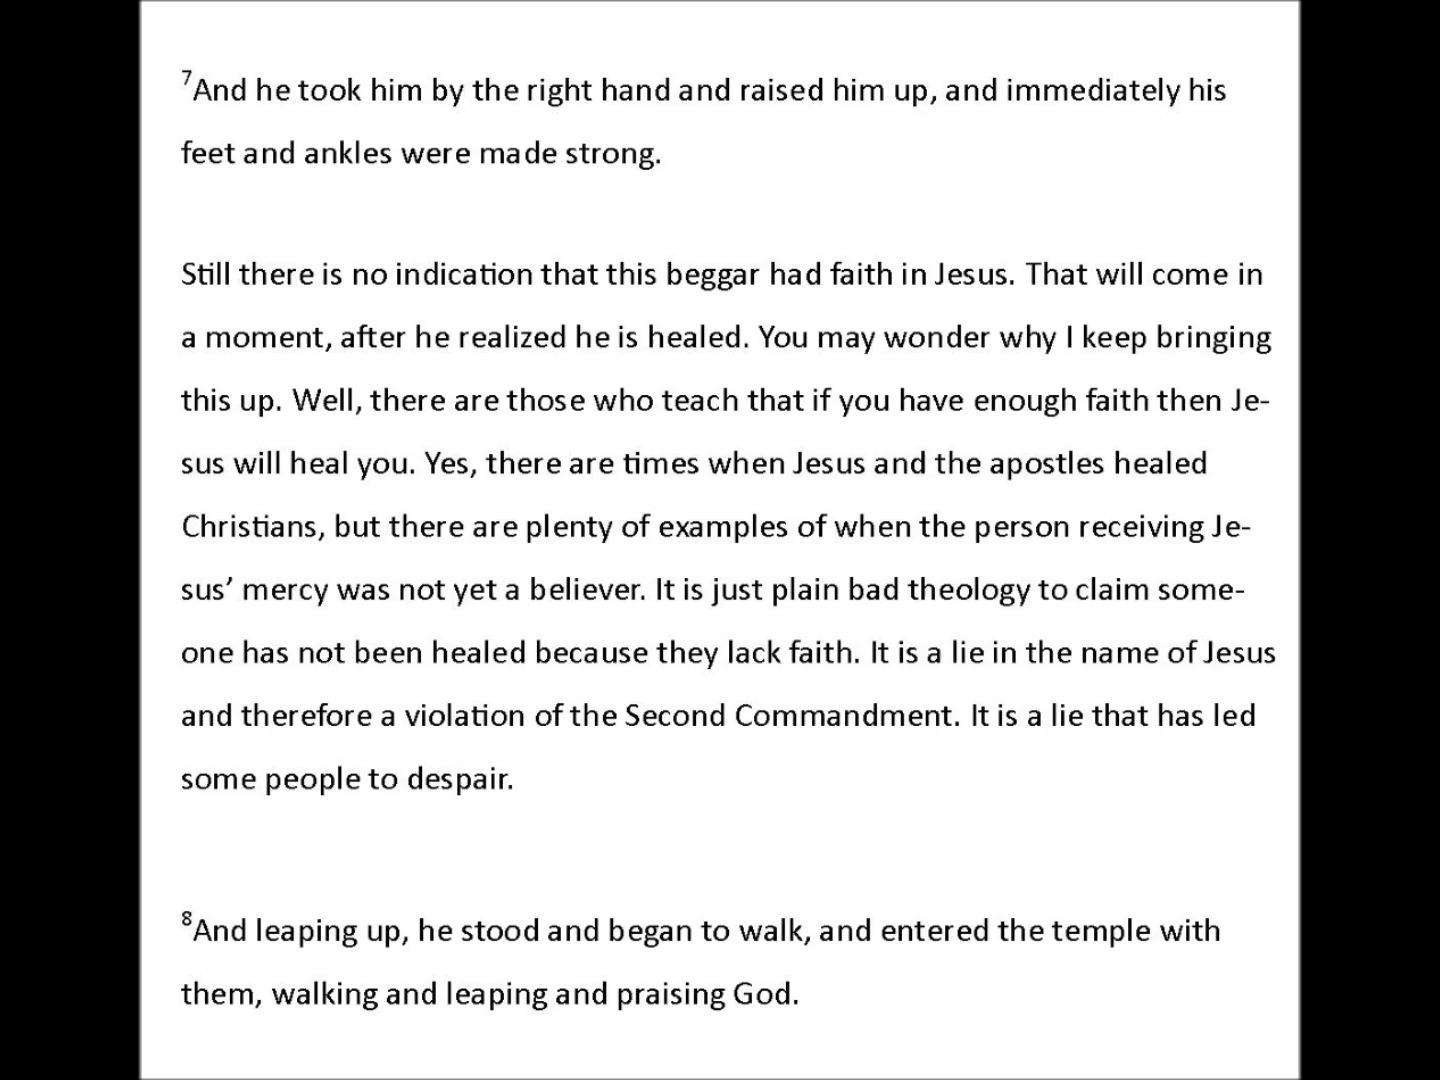 ⁷And he took him by the right hand and raised him up, and immediately his
feet and ankles were made strong.
Still there is no indication that this beggar had faith in Jesus. That will come in
a moment, after he realized he is healed. You may wonder why I keep bringing
this up. Well, there are those who teach that if you have enough faith then Je-
sus will heal you. Yes, there are times when Jesus and the apostles healed
Christians, but there are plenty of examples of when the person receiving Je-
sus’ mercy was not yet a believer. It is just plain bad theology to claim some-
one has not been healed because they lack faith. It is a lie in the name of Jesus
and therefore a violation of the Second Commandment. It is a lie that has led
some people to despair.
⁸And leaping up, he stood and began to walk, and entered the temple with
them, walking and leaping and praising God.